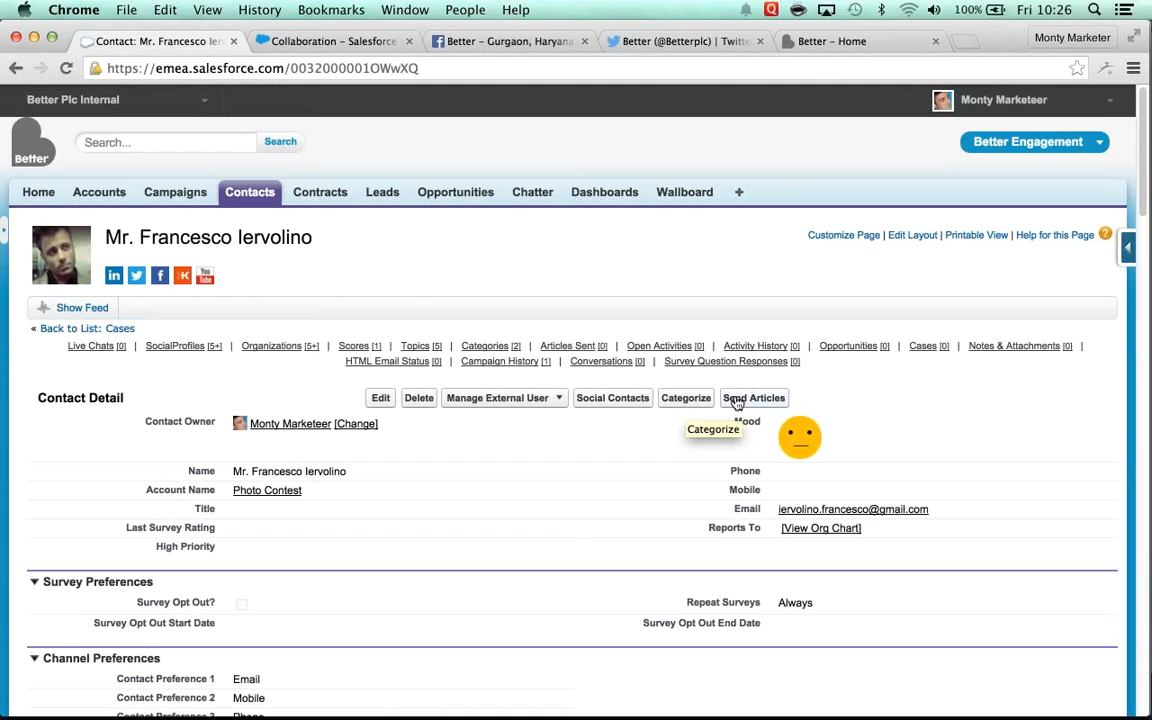 Chrome File Edit View History Bookmarks Window People Help 100% Fri 10:26
Contact: Mr. Francesco Ier Collaboration - Salesforce Better - Gurgaon, Haryana Better (@Betterplc) | Twitte Better - Home Monty Marketer
https://emea.salesforce.com/0032000001OWwXQ
Better Plc Internal Monty Marketeer
Better Search... Search Better Engagement
Home Accounts Campaigns Contacts Contracts Leads Opportunities Chatter Dashboards Wallboard +
Mr. Francesco Iervolino
Customize Page | Edit Layout | Printable View | Help for this Page ?
in f You Tube
Show Feed
« Back to List: Cases
Live Chats [0] | SocialProfiles [5+] | Organizations [5+] | Scores [1] | Topics [5] | Categories [2] | Articles Sent [0] | Open Activities [0] | Activity History [0] | Opportunities [0] | Cases [0] | Notes & Attachments [0] |
HTML Email Status [0] | Campaign History [1] | Conversations [0] | Survey Question Responses [0]
Contact Detail Edit Delete Manage External User Social Contacts Categorize Send Articles
Contact Owner Monty Marketeer [Change] Mood
Categorize
Name Mr. Francesco Iervolino Phone
Account Name Photo Contest Mobile
Title Email iervolino.francesco@gmail.com
Last Survey Rating Reports To [View Org Chart]
High Priority
Survey Preferences
Survey Opt Out? Repeat Surveys Always
Survey Opt Out Start Date Survey Opt Out End Date
Channel Preferences
Contact Preference 1 Email
Contact Preference 2 Mobile
Contact Preference 3 Phone